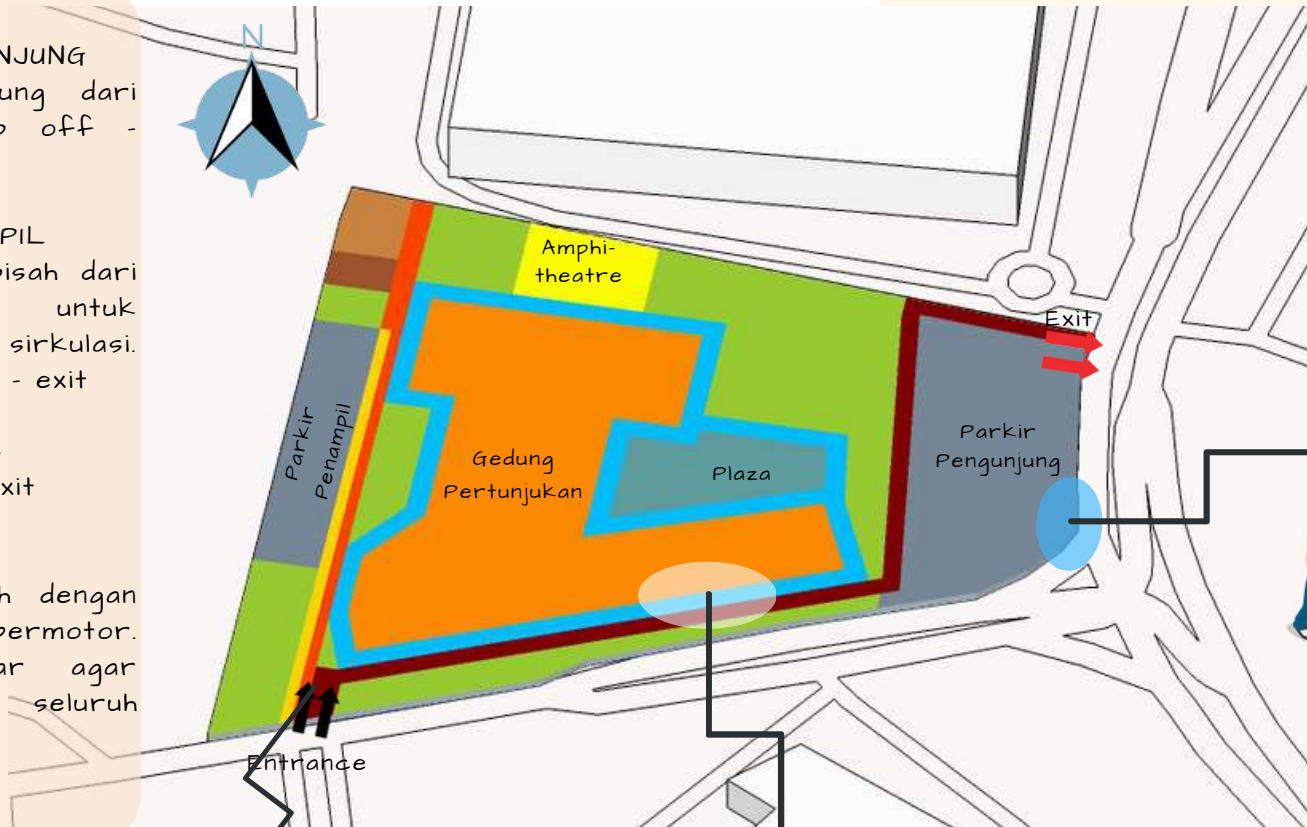 NJUNG
ung dari
off -
PIL
isah dari
untuk
sirkulasi.
- exit
xit
h dengan
bermotor.
ar agar
seluruh
N
Amphi-
theatre
Exit
Parkir
Penampil
Gedung
Pertunjukan
Plaza
Parkir
Pengunjung
Entrance